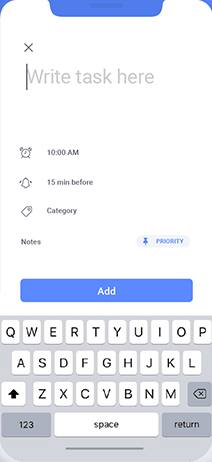 Write task here
10:00 AM
15 min before
Category
Notes PRIORITY
Add
Q W E R T Y U I O P
A S D F G H J K L
Z X C V B N M
123 space return